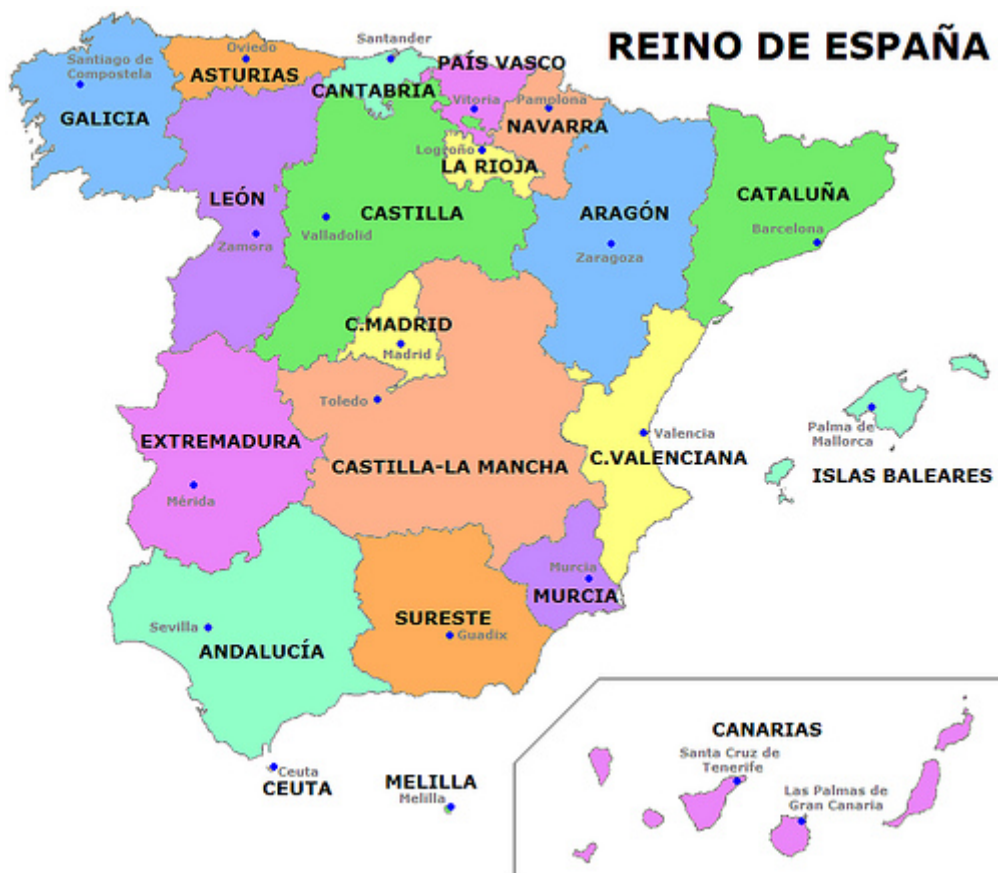 REINO DE ESPAÑA
Santander
Oviedo
Santiago de
Compostela
ASTURIAS
PAÍS VASCO
CANTABRIA
Vitoria
Pamplona
GALICIA
NAVARRA
Logroño
LA RIOJA
LEÓN
CASTILLA
ARAGÓN
CATALUÑA
Valladolid
Zamora
Zaragoza
Barcelona
C.MADRID
Madrid
Toledo
EXTREMADURA
CASTILLA-LA MANCHA
Valencia
C.VALENCIANA
Palma de
Mallorca
ISLAS BALEARES
Mérida
Murcia
MURCIA
SURESTE
Guadix
Sevilla
ANDALUCÍA
Ceuta
CEUTA
MELILLA
Melilla
CANARIAS
Santa Cruz de
Tenerife
Las Palmas de
Gran Canaria